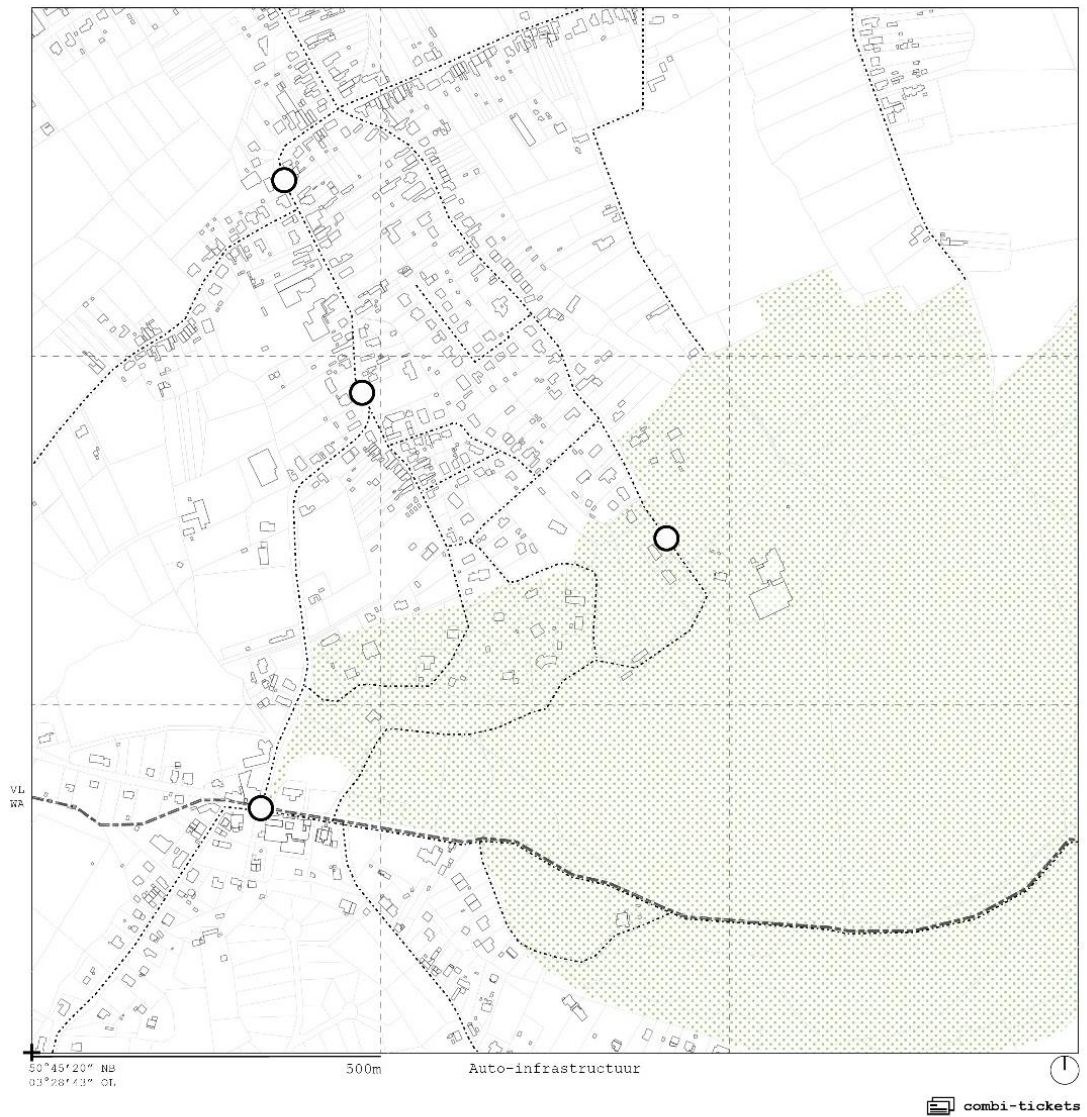 VL
WA
50°45'20" NB
03°28'43" OL
500m
Auto-infrastructuur
combi-tickets